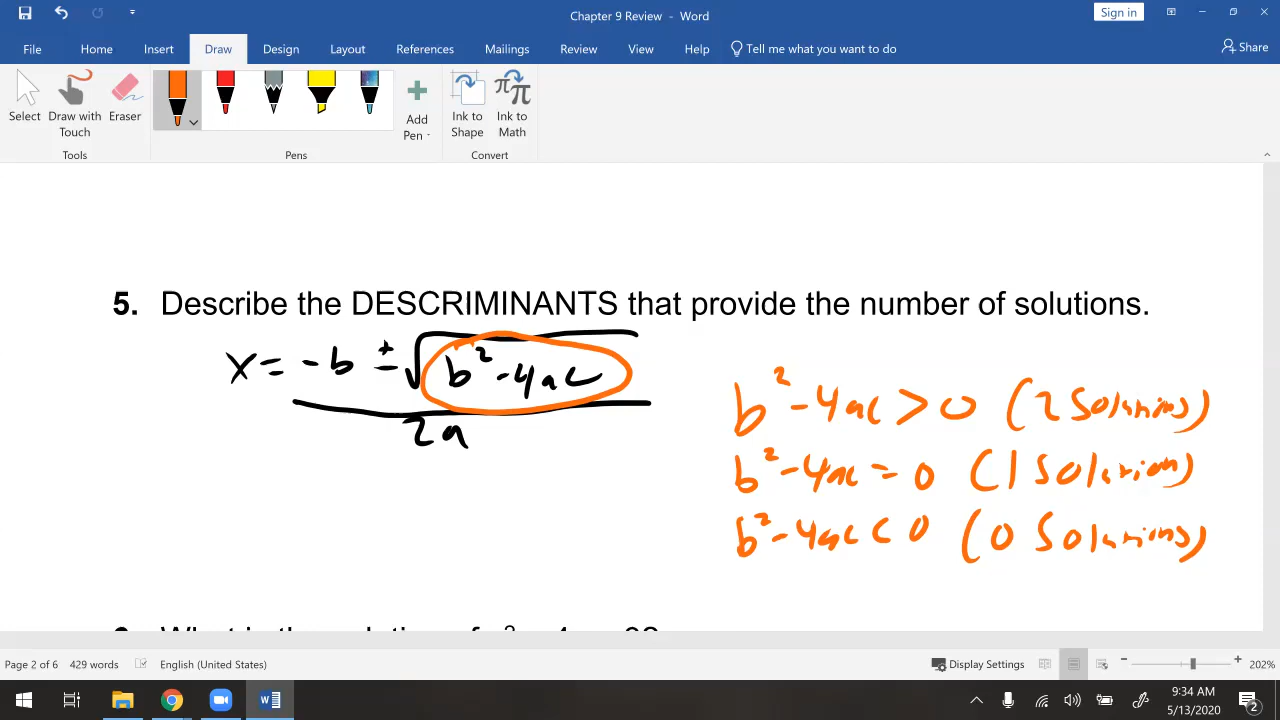 Chapter 9 Review - Word
Sign in
File Home Insert Draw Design Layout References Mailings Review View Help Tell me what you want to do Share
Select Draw with Touch Eraser Add Pen Ink to Shape Ink to Math
Tools Pens Convert
5. Describe the DESCRIMINANTS that provide the number of solutions.
x = -b ± √b² - 4ac
2a
b² - 4ac > 0 (2 Solutions)
b² - 4ac = 0 (1 Solution)
b² - 4ac < 0 (0 Solutions)
Page 2 of 6 429 words English (United States) Display Settings 202%
9:34 AM
5/13/2020
2